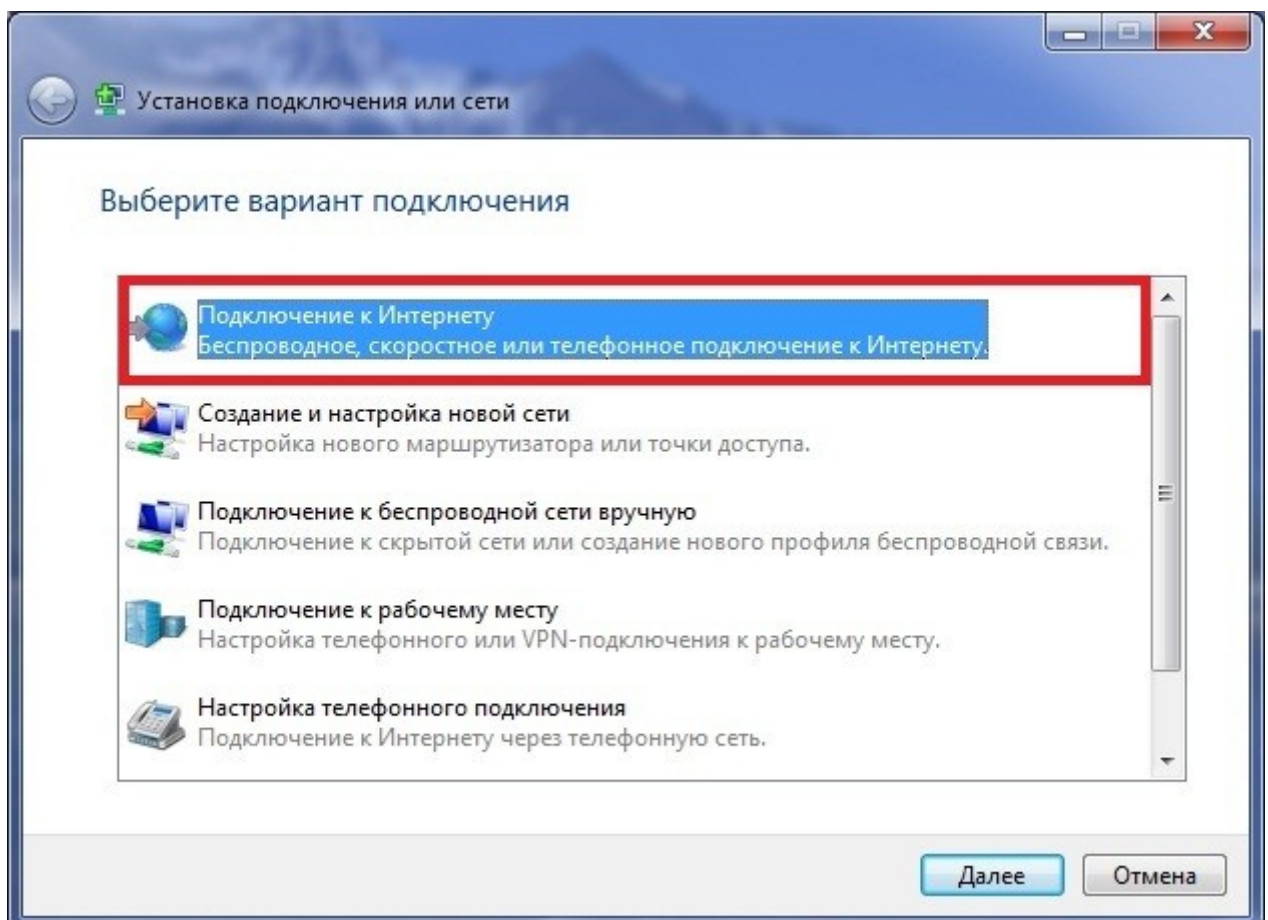 Установка подключения или сети
Выберите вариант подключения
Подключение к Интернету
Беспроводное, скоростное или телефонное подключение к Интернету.
Создание и настройка новой сети
Настройка нового маршрутизатора или точки доступа.
Подключение к беспроводной сети вручную
Подключение к скрытой сети или создание нового профиля беспроводной связи.
Подключение к рабочему месту
Настройка телефонного или VPN-подключения к рабочему месту.
Настройка телефонного подключения
Подключение к Интернету через телефонную сеть.
Далее Отмена